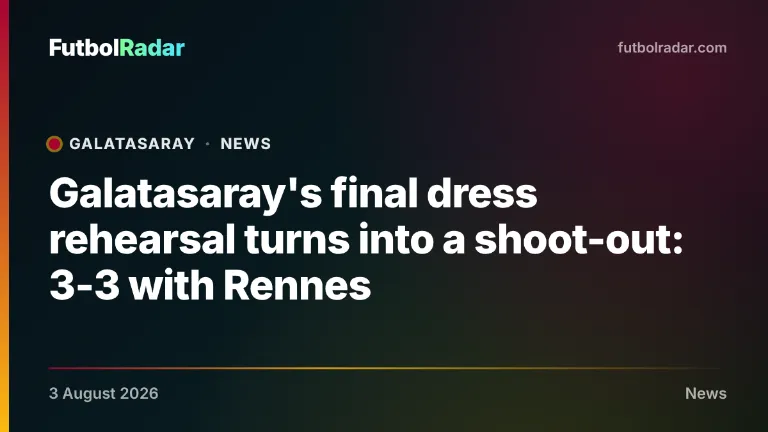 FutbolRadar
futbolradar.com
GALATASARAY · NEWS
Galatasaray's final dress
rehearsal turns into a shoot-out:
3-3 with Rennes
3 August 2026
News